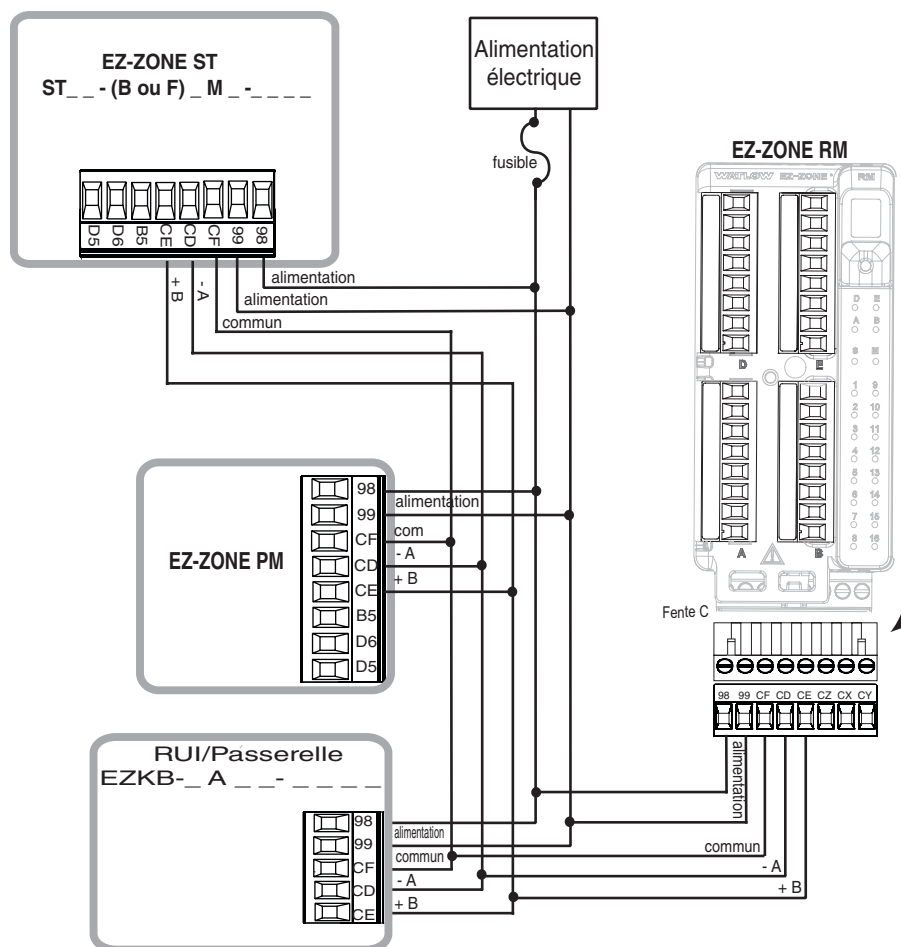 EZ-ZONE ST
ST_ _ - (B ou F) _ M _ -_ _ _ _
D5 D6 B5 CE CD CF 99 98
+ B
- A
commun
alimentation
alimentation
Alimentation
électrique
fusible
EZ-ZONE RM
WATLOW EZ-ZONE® RM
D E
A B
S M
D E
1 9
2 10
3 11
4 12
5 13
6 14
7 15
8 16
A B
Fente C
98 99 CF CD CE CZ CX CY
alimentation
commun
- A
+ B
EZ-ZONE PM
98
99
CF
CD
CE
B5
D6
D5
alimentation
com
- A
+ B
RUI/Passerelle
EZKB-_ A _ _- _ _ _ _
98
99
CF
CD
CE
alimentation
commun
- A
+ B